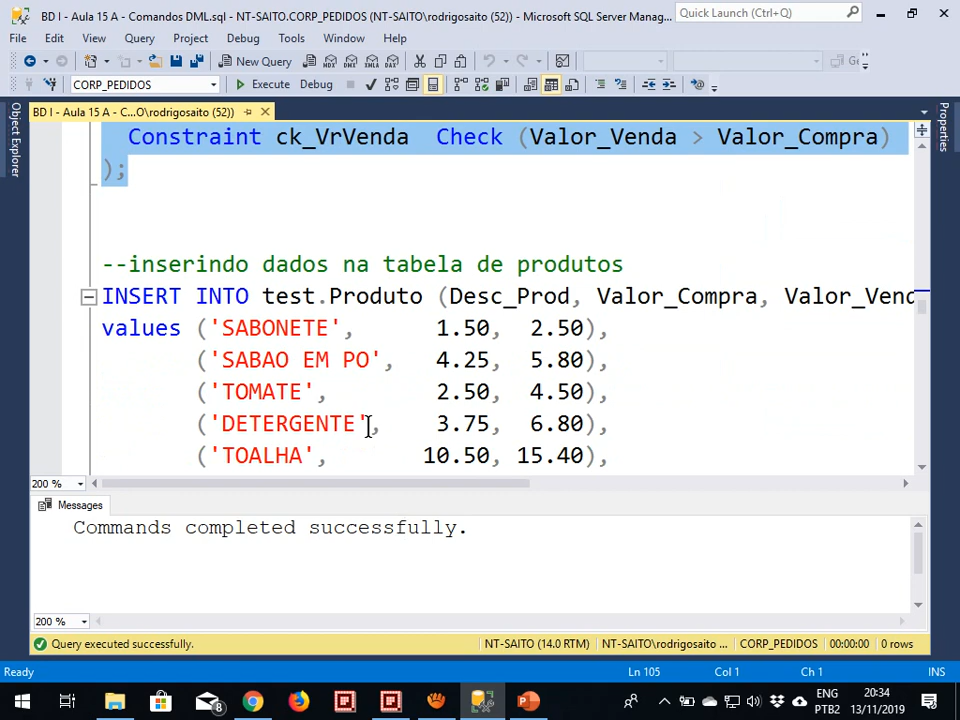 BD I - Aula 15 A - Comandos DML.sql - NT-SAITO.CORP_PEDIDOS (NT-SAITO\rodrigosaito (52)) - Microsoft SQL Server Manag...
Quick Launch (Ctrl+Q)
File Edit View Query Project Debug Tools Window Help
New Query
CORP_PEDIDOS Execute Debug
BD I - Aula 15 A - C...O\rodrigosaito (52))
Object Explorer
Properties
Constraint ck_VrVenda Check (Valor_Venda > Valor_Compra)
);
--inserindo dados na tabela de produtos
INSERT INTO test.Produto (Desc_Prod, Valor_Compra, Valor_Vend
values ('SABONETE', 1.50, 2.50),
('SABAO EM PO', 4.25, 5.80),
('TOMATE', 2.50, 4.50),
('DETERGENTE', 3.75, 6.80),
('TOALHA', 10.50, 15.40),
200 %
Messages
Commands completed successfully.
200 %
Query executed successfully. NT-SAITO (14.0 RTM) NT-SAITO\rodrigosaito ... CORP_PEDIDOS 00:00:00 0 rows
Ready Ln 105 Col 1 Ch 1 INS
8
ENG 20:34
PTB2 13/11/2019